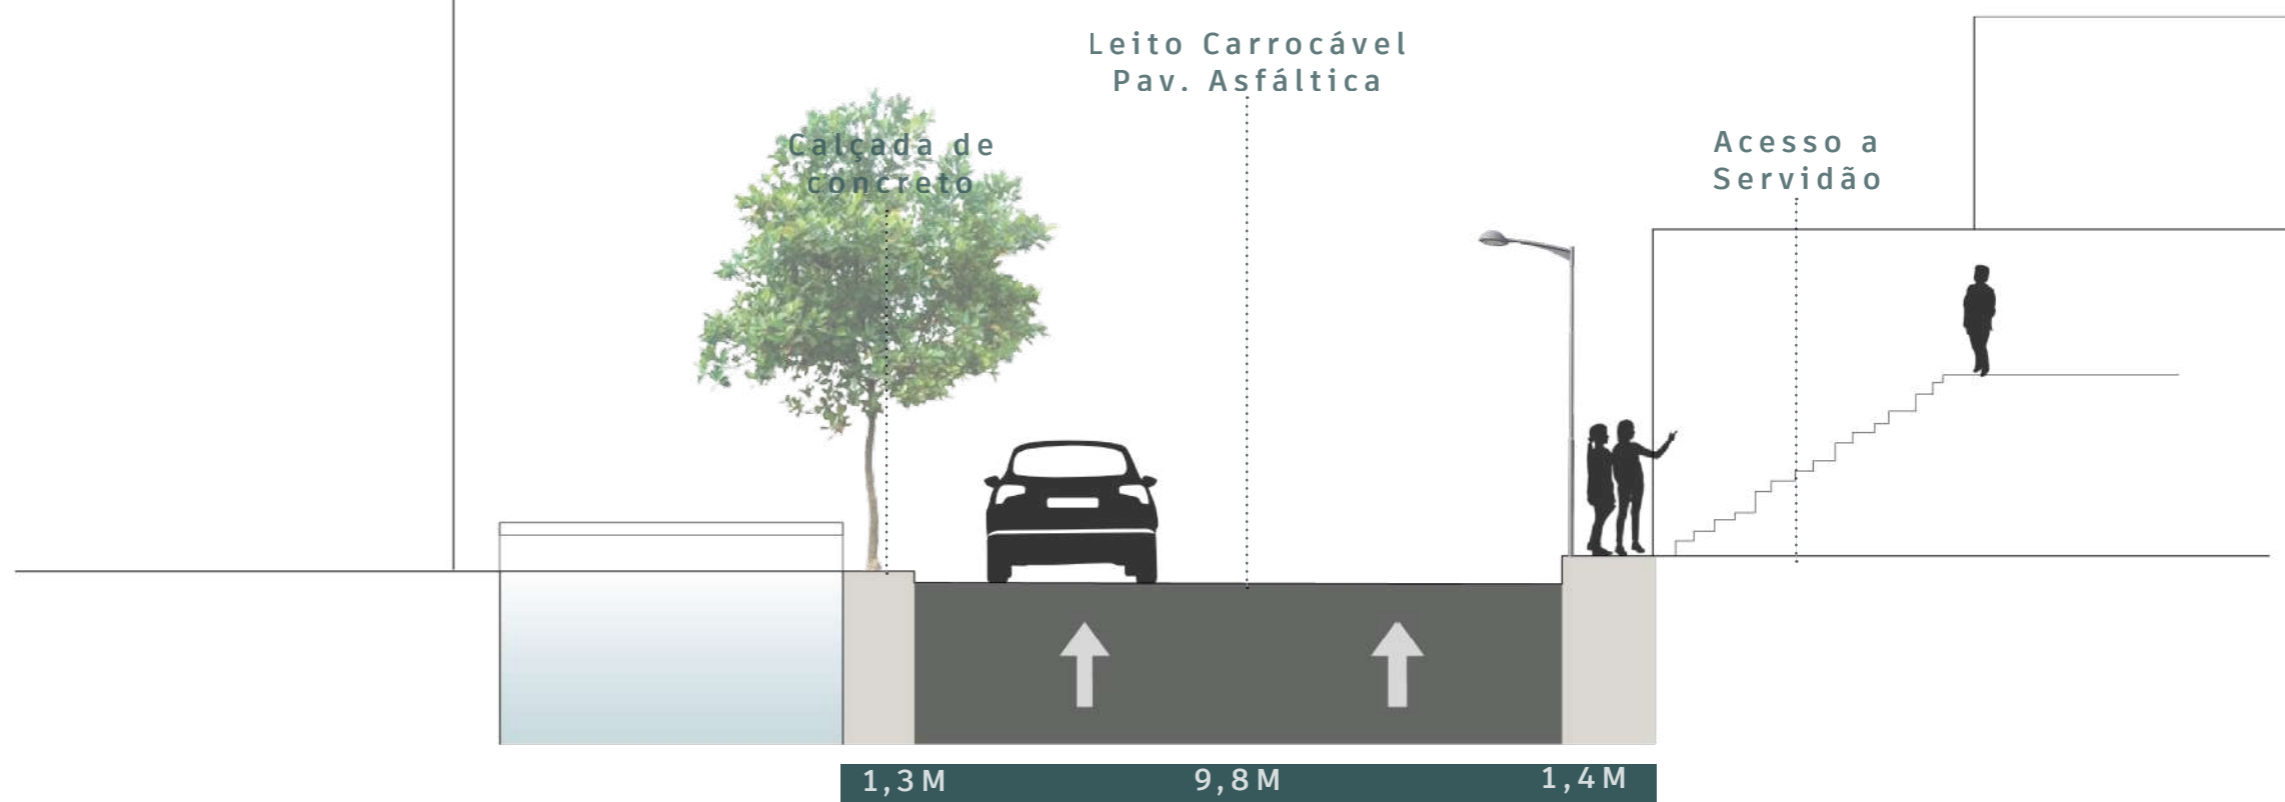 Leito Carrocável
Pav. Asfáltica
Calçada de
concreto
Acesso a
Servidão
1,3M
9,8M
1,4M